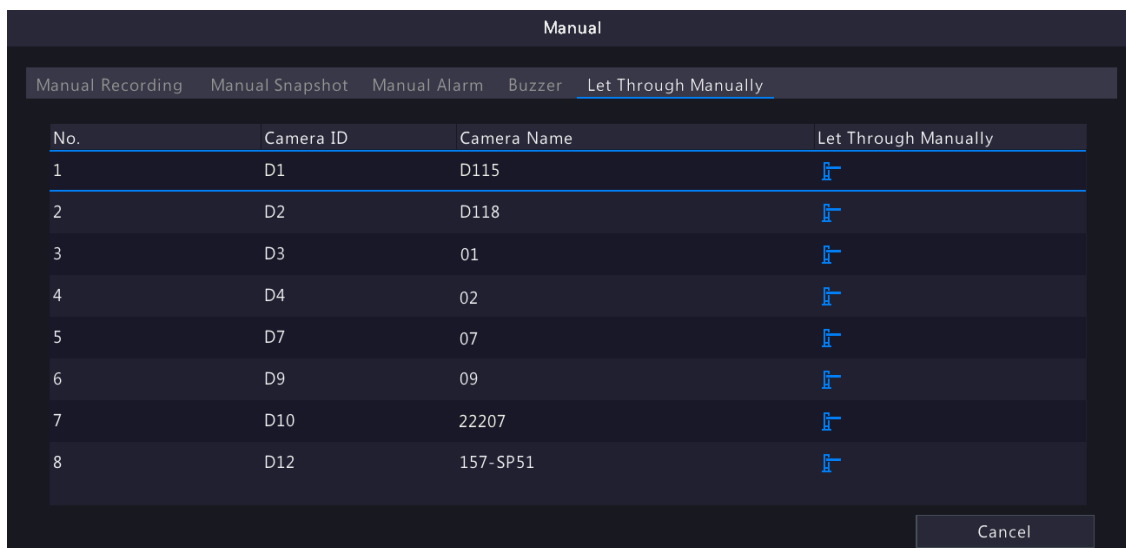 Manual
Manual Recording Manual Snapshot Manual Alarm Buzzer Let Through Manually
No. Camera ID Camera Name Let Through Manually
1 D1 D115
2 D2 D118
3 D3 01
4 D4 02
5 D7 07
6 D9 09
7 D10 22207
8 D12 157-SP51
Cancel